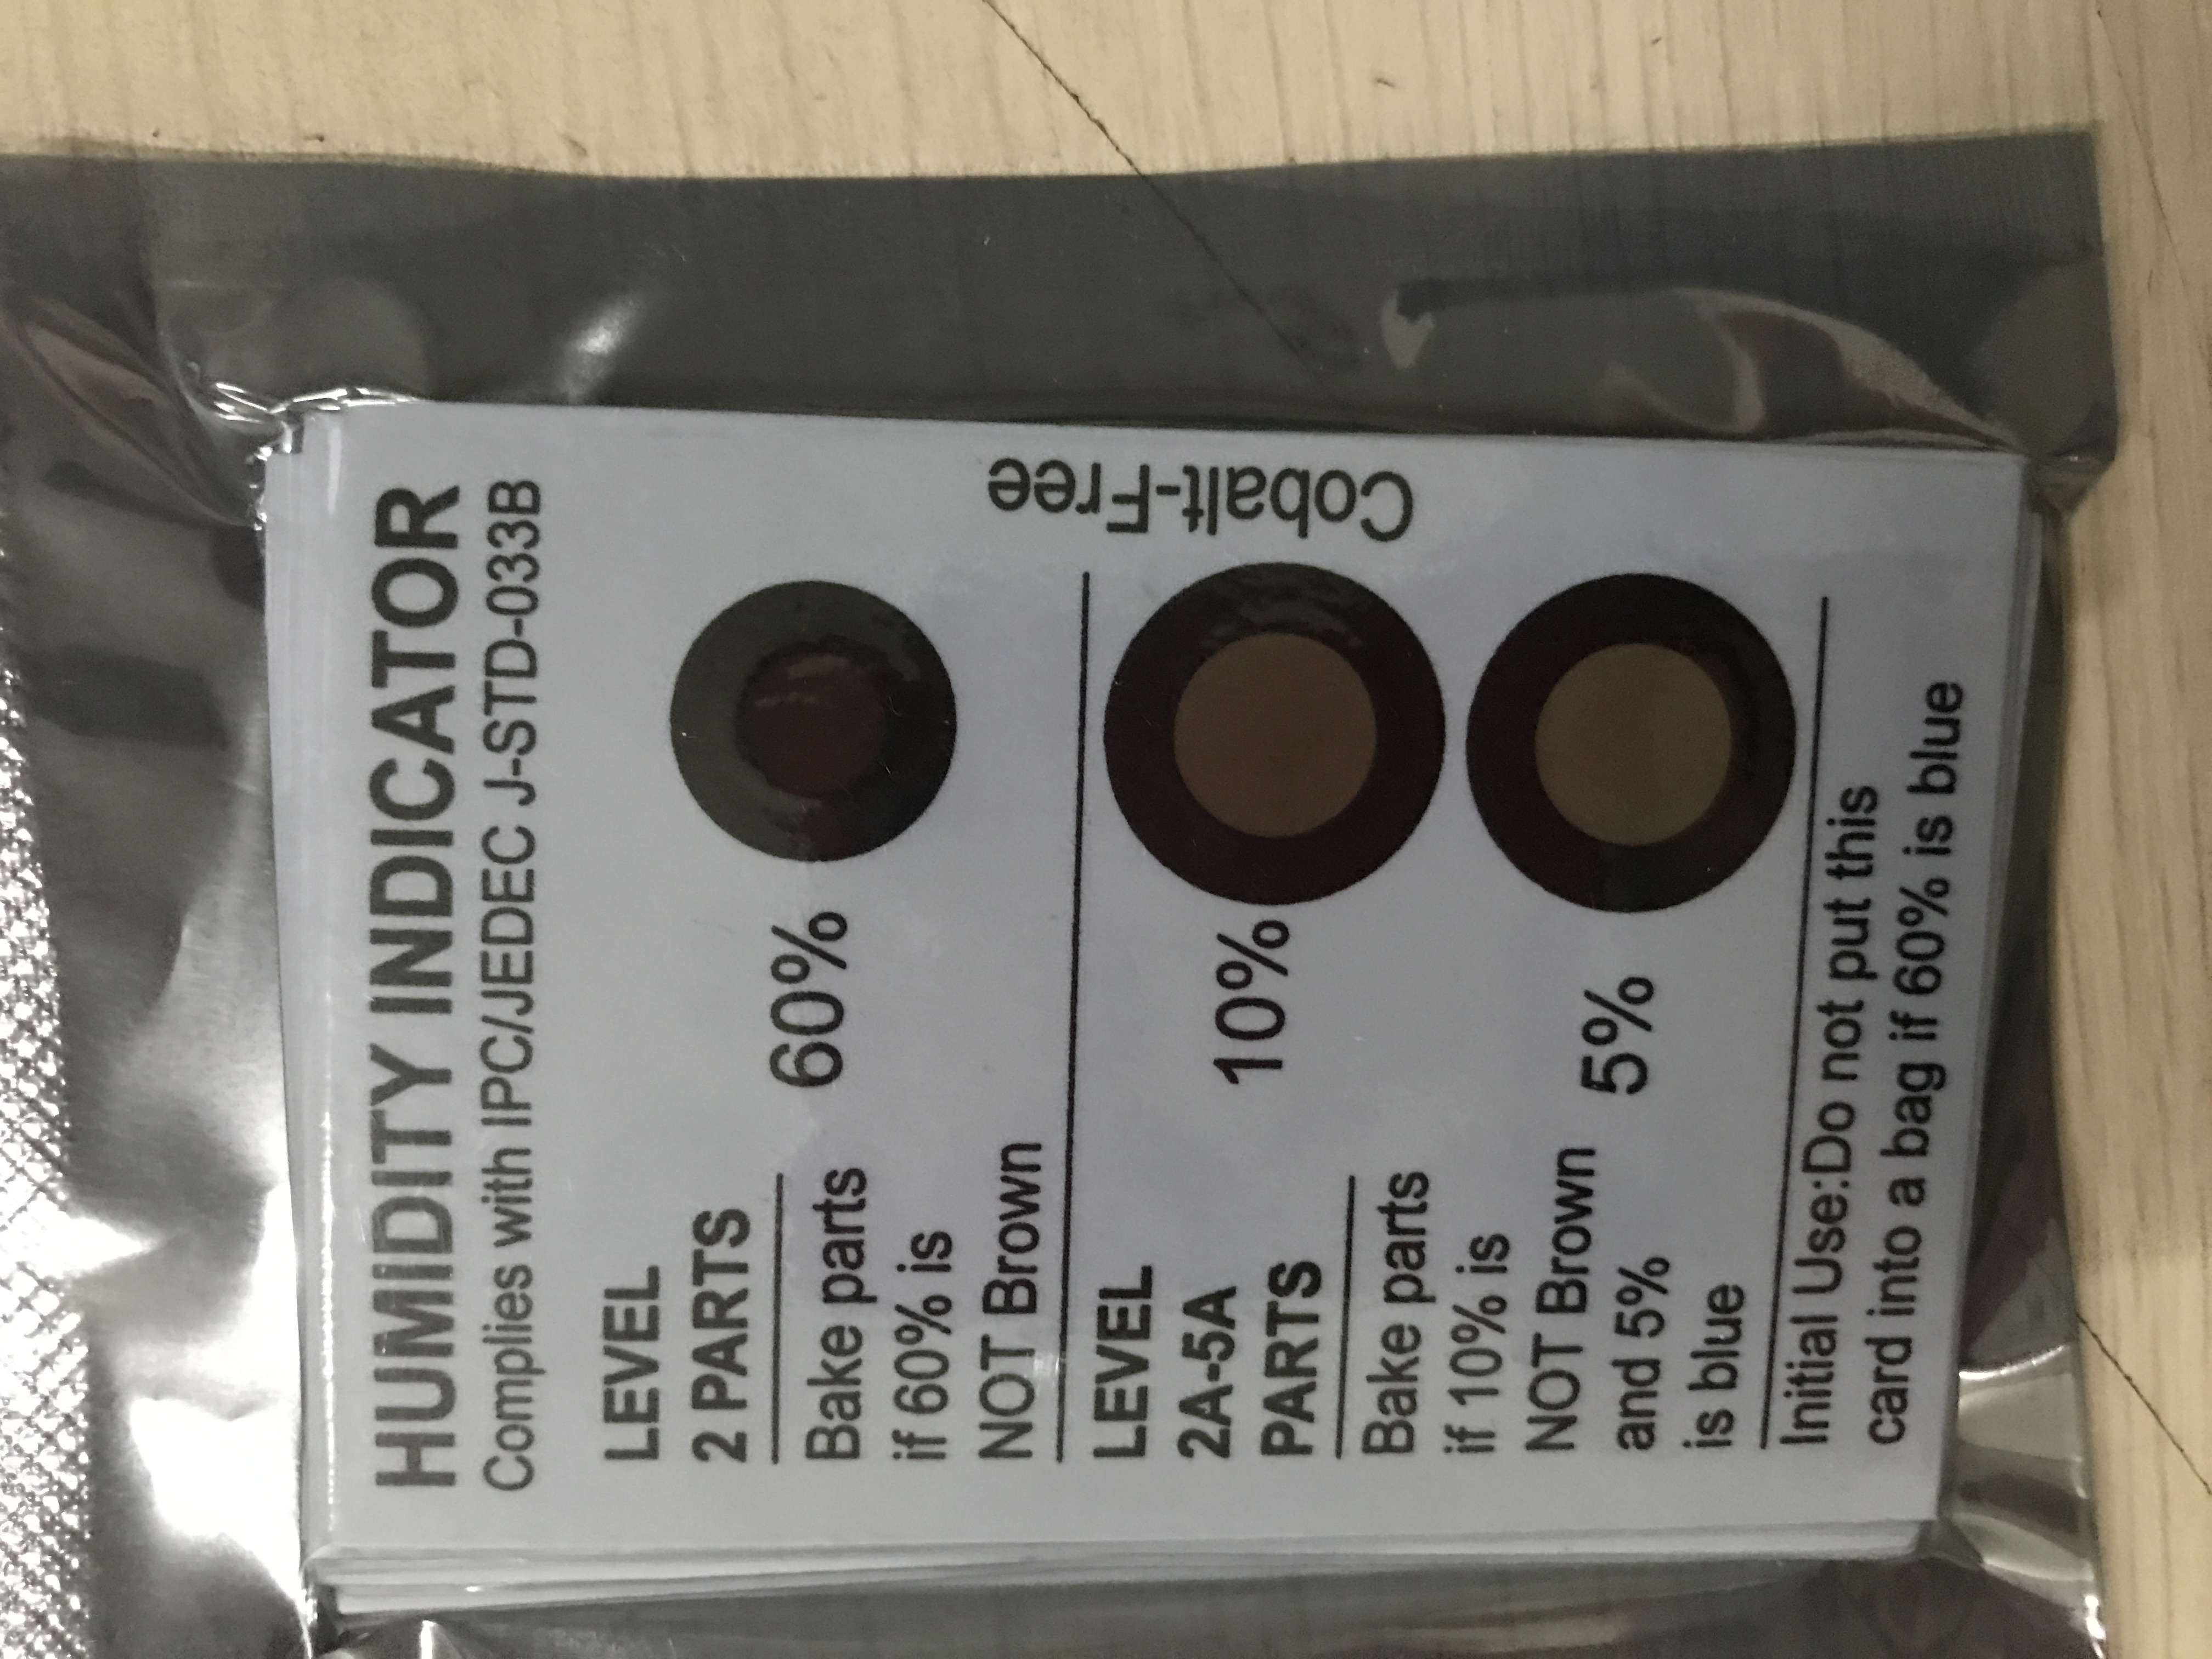 HUMIDITY INDICATOR
Complies with IPC/JEDEC J-STD-033B
LEVEL
2 PARTS
Bake parts
if 60% is
NOT Brown
60%
LEVEL
2A-5A
PARTS
Bake parts
if 10% is
NOT Brown
and 5%
is blue
10%
5%
Initial Use:Do not put this
card into a bag if 60% is blue
Cobalt-Free